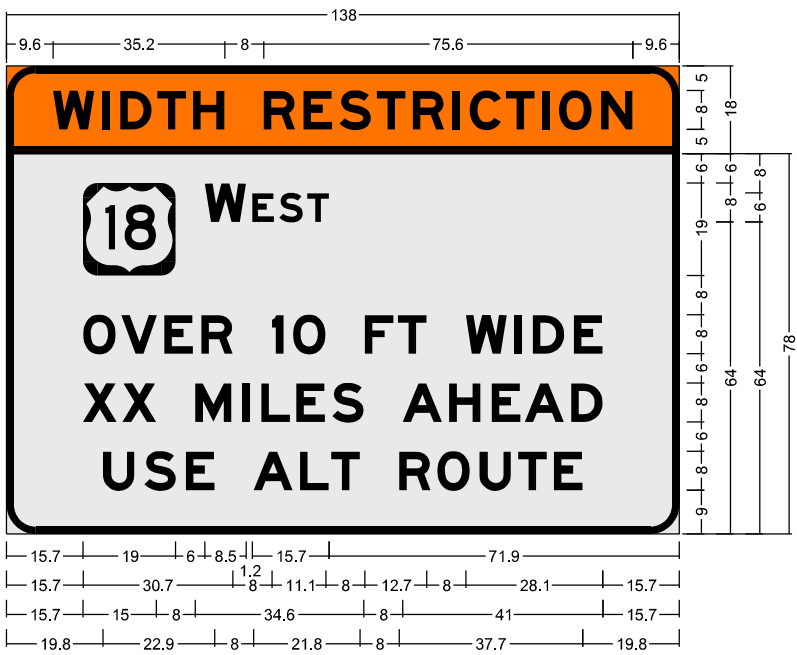 138
9.6 35.2 8 75.6 9.6
WIDTH RESTRICTION
5 8 5 18
18 WEST
6 19 8 8 6 8 6 8 9
6 8 64
8 6 64
78
OVER 10 FT WIDE
XX MILES AHEAD
USE ALT ROUTE
15.7 19 6 8.5 1.2 15.7 71.9
15.7 30.7 8 11.1 8 12.7 8 28.1 15.7
15.7 15 8 34.6 8 41 15.7
19.8 22.9 8 21.8 8 37.7 19.8